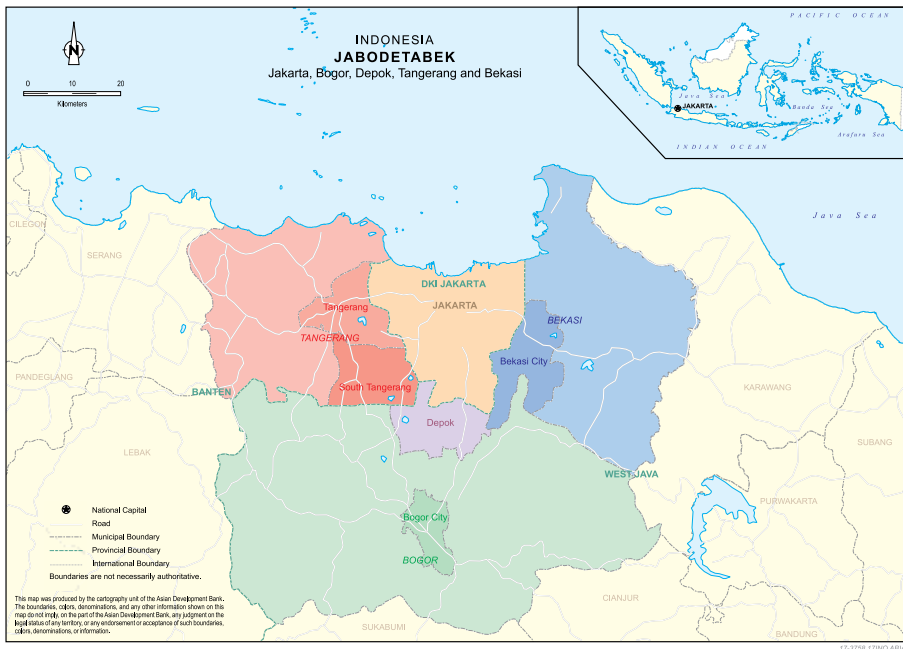 INDONESIA
JABODETABEK
Jakarta, Bogor, Depok, Tangerang and Bekasi
N
0 10 20
Kilometers
PACIFIC OCEAN
Java Sea
JAKARTA
Banda Sea
Arafuru Sea
INDIAN OCEAN
Java Sea
CILEGON
SERANG
DKI JAKARTA
JAKARTA
Tangerang
TANGERANG
BEKASI
Bekasi City
PANDEGLANG
BANTEN
South Tangerang
KARAWANG
Depok
LEBAK
SUBANG
WEST JAVA
PURWAKARTA
Bogor City
BOGOR
CIANJUR
SUKABUMI
BANDUNG
National Capital
Road
Municipal Boundary
Provincial Boundary
International Boundary
Boundaries are not necessarily authoritative.
This map was produced by the cartography unit of the Asian Development Bank.
The boundaries, colors, denominations, and any other information shown on this
map do not imply, on the part of the Asian Development Bank, any judgment on the
legal status of any territory, or any endorsement or acceptance of such boundaries,
colors, denominations, or information.